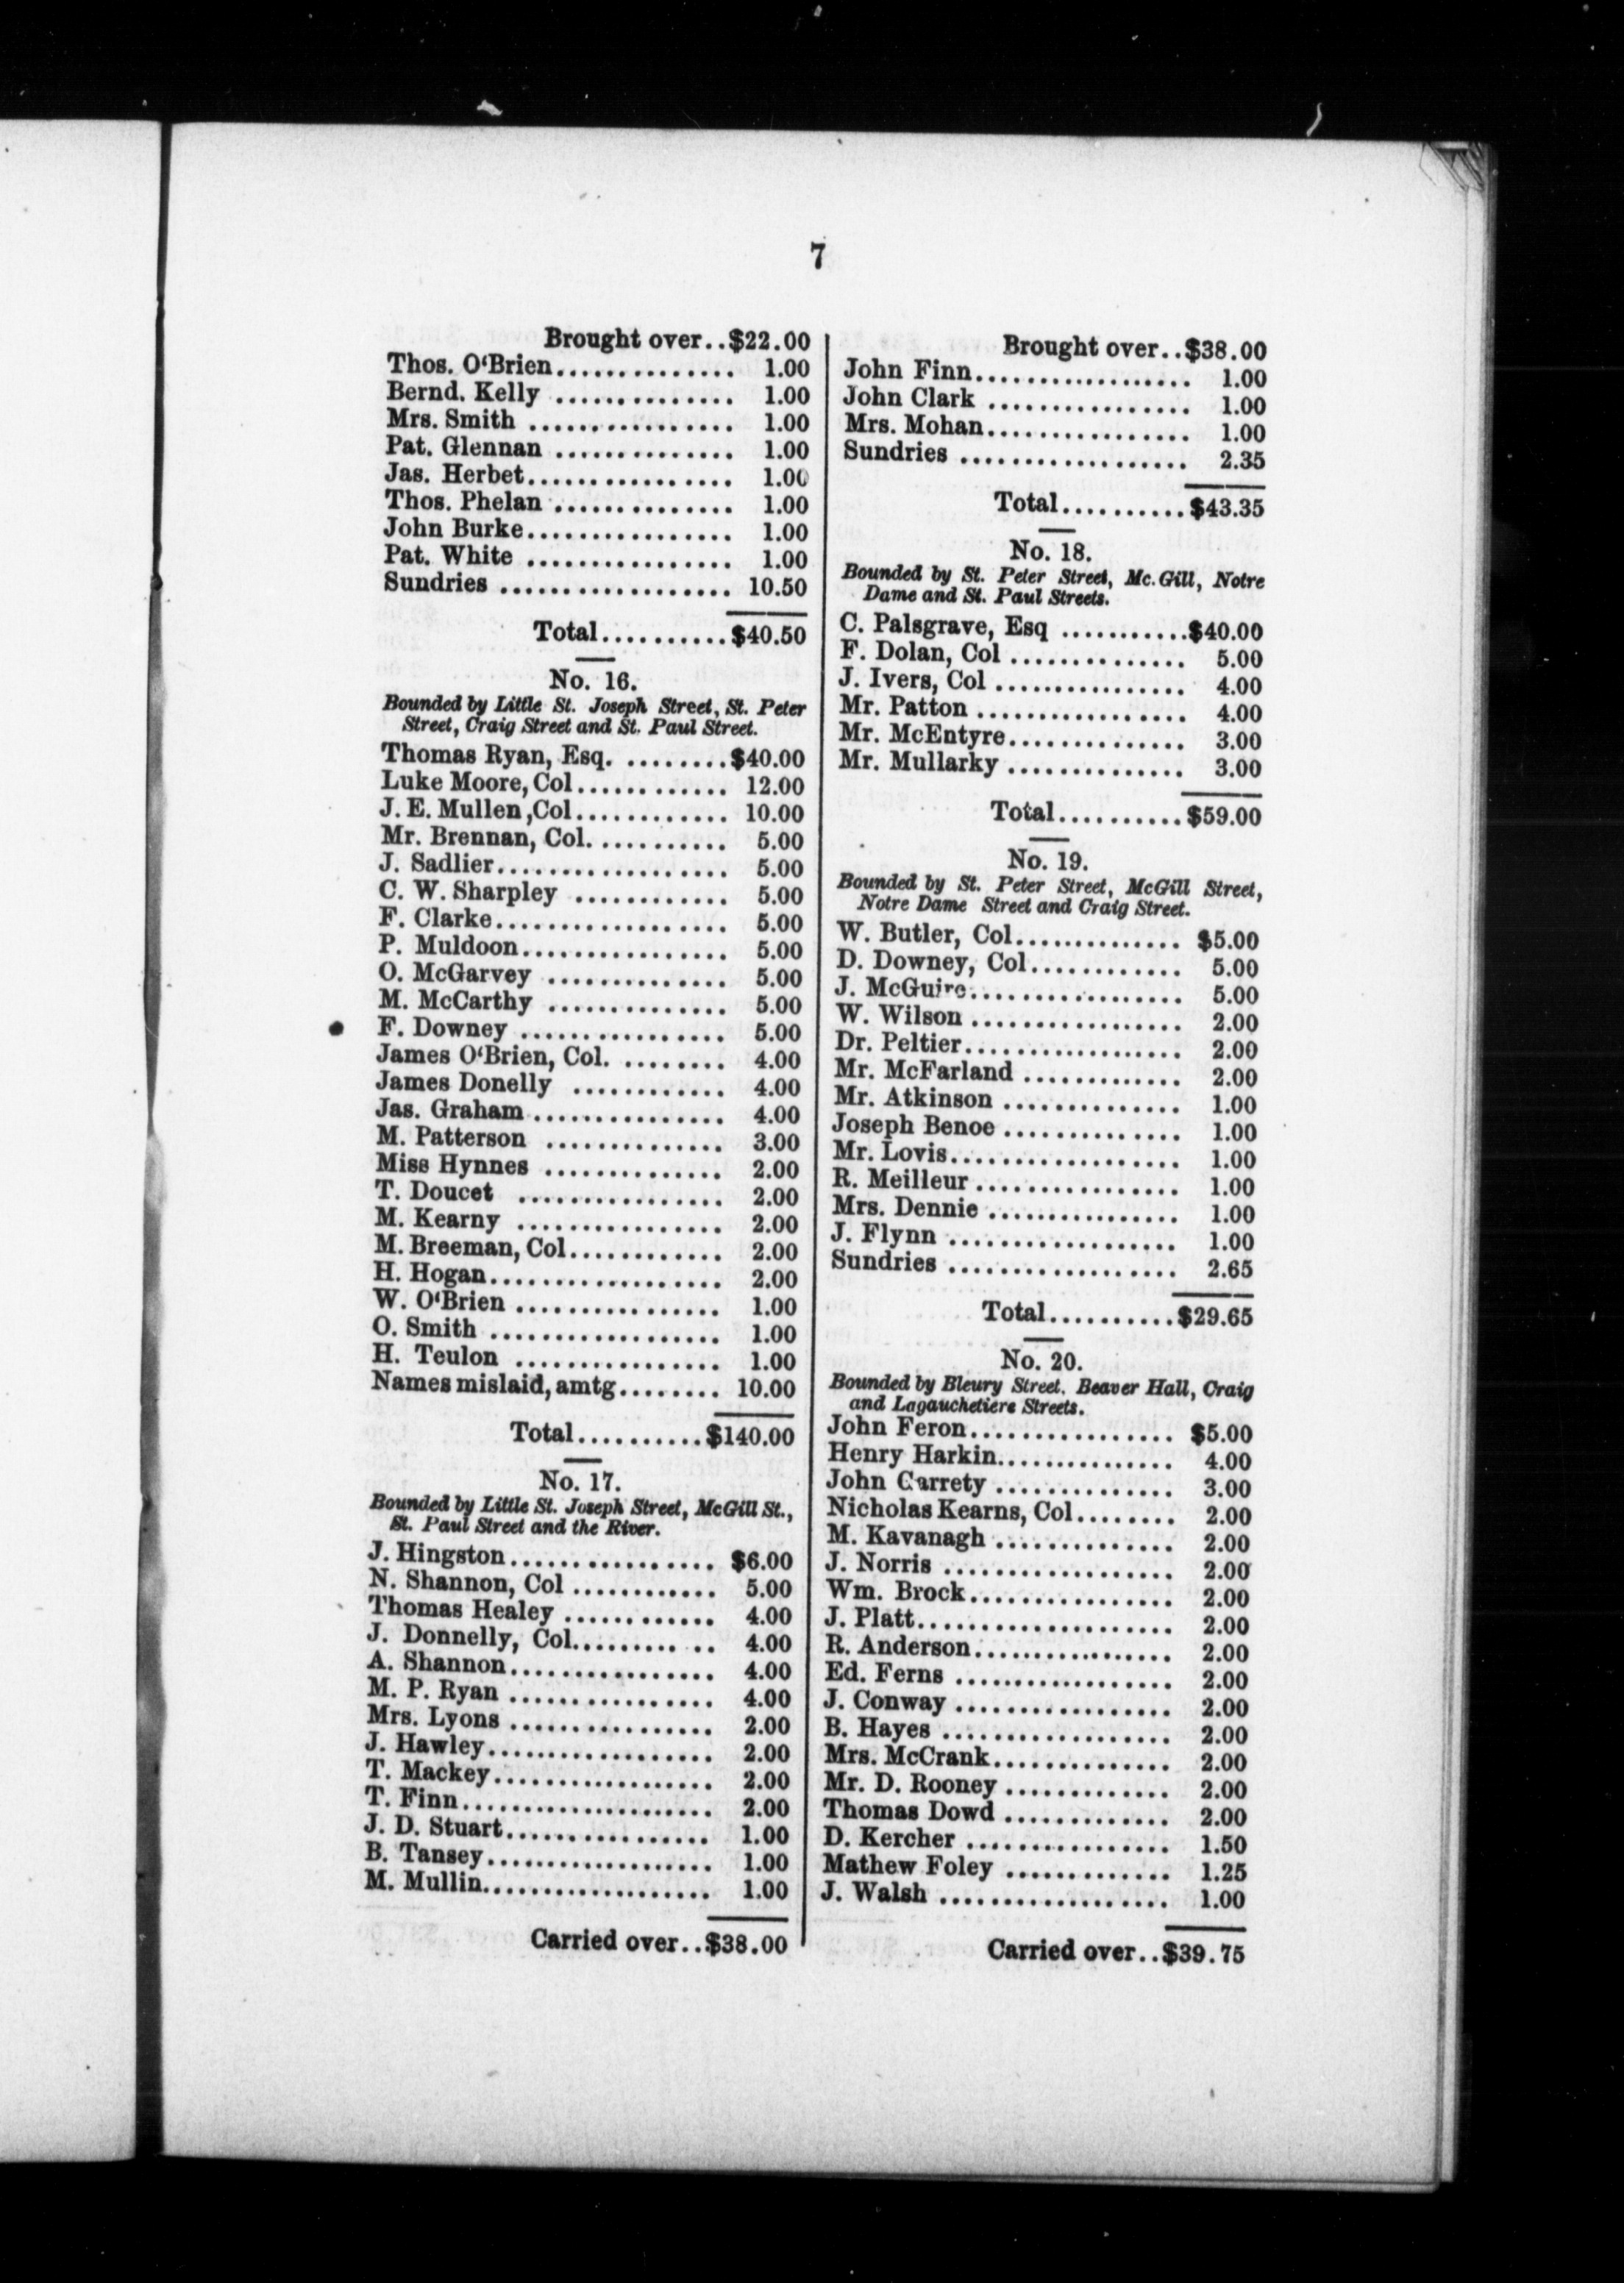 7
Brought over..$22.00
Thos. O‘Brien.............. 1.00
Bernd. Kelly .............. 1.00
Mrs. Smith ................ 1.00
Pat. Glennan .............. 1.00
Jas. Herbet................ 1.00
Thos. Phelan .............. 1.00
John Burke................ 1.00
Pat. White ................ 1.00
Sundries .................. 10.50
Total..........$40.50
No. 16.
Bounded by Little St. Joseph Street, St. Peter
Street, Craig Street and St. Paul Street.
Thomas Ryan, Esq. ........$40.00
Luke Moore, Col............ 12.00
J. E. Mullen ,Col............ 10.00
Mr. Brennan, Col. .......... 5.00
J. Sadlier.................. 5.00
C. W. Sharpley ............ 5.00
F. Clarke.................. 5.00
P. Muldoon................ 5.00
O. McGarvey .............. 5.00
M. McCarthy .............. 5.00
F. Downey ................ 5.00
James O‘Brien, Col. ........ 4.00
James Donelly ............ 4.00
Jas. Graham ............... 4.00
M. Patterson .............. 3.00
Miss Hynnes .............. 2.00
T. Doucet ................ 2.00
M. Kearny ................ 2.00
M. Breeman, Col............ 2.00
H. Hogan.................. 2.00
W. O‘Brien ................ 1.00
O. Smith .................. 1.00
H. Teulon ................ 1.00
Names mislaid, amtg........ 10.00
Total..........$140.00
No. 17.
Bounded by Little St. Joseph Street, McGill St.,
St. Paul Street and the River.
J. Hingston................ $6.00
N. Shannon, Col ............ 5.00
Thomas Healey ............ 4.00
J. Donnelly, Col......... .. 4.00
A. Shannon................ 4.00
M. P. Ryan ................ 4.00
Mrs. Lyons ................ 2.00
J. Hawley.................. 2.00
T. Mackey.................. 2.00
T. Finn.................... 2.00
J. D. Stuart................ 1.00
B. Tansey.................. 1.00
M. Mullin.................. 1.00
Carried over..$38.00
Brought over..$38.00
John Finn.................. 1.00
John Clark ................ 1.00
Mrs. Mohan................ 1.00
Sundries .................. 2.35
Total..........$43.35
No. 18.
Bounded by St. Peter Street, Mc.Gill, Notre
Dame and St. Paul Streets.
C. Palsgrave, Esq ...........$40.00
F. Dolan, Col .............. 5.00
J. Ivers, Col ................ 4.00
Mr. Patton ................. 4.00
Mr. McEntyre.............. 3.00
Mr. Mullarky .............. 3.00
Total..........$59.00
No. 19.
Bounded by St. Peter Street, McGill Street,
Notre Dame Street and Craig Street.
W. Butler, Col.............. $5.00
D. Downey, Col............ 5.00
J. McGuire.................. 5.00
W. Wilson ................. 2.00
Dr. Peltier.................. 2.00
Mr. McFarland ............. 2.00
Mr. Atkinson .............. 1.00
Joseph Benoe .............. 1.00
Mr. Lovis.................. 1.00
R. Meilleur ................ 1.00
Mrs. Dennie ............... 1.00
J. Flynn .................. 1.00
Sundries .................. 2.65
Total..........$29.65
No. 20.
Bounded by Bleury Street. Beaver Hall, Craig
and Lagauchetiere Streets.
John Feron................ $5.00
Henry Harkin.............. 4.00
John Carrety .............. 3.00
Nicholas Kearns, Col........ 2.00
M. Kavanagh .............. 2.00
J. Norris .................. 2.00
Wm. Brock................ 2.00
J. Platt.................... 2.00
R. Anderson................ 2.00
Ed. Ferns ................. 2.00
J. Conway ................. 2.00
B. Hayes .................. 2.00
Mrs. McCrank.............. 2.00
Mr. D. Rooney ............. 2.00
Thomas Dowd ............. 2.00
D. Kercher ................ 1.50
Mathew Foley ............. 1.25
J. Walsh .................. 1.00
Carried over..$39.75